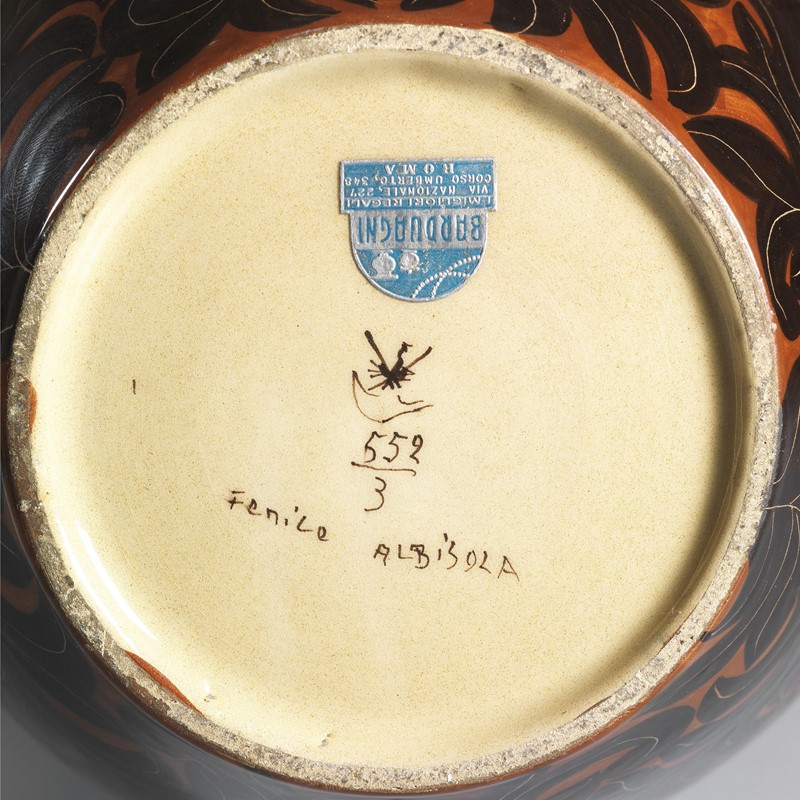 BARDUAGNI
I MIGLIORI REGALI
VIA NAZIONALE, 227
CORSO UMBERTO, 348
ROMA
552
3
Fenice ALBISOLA